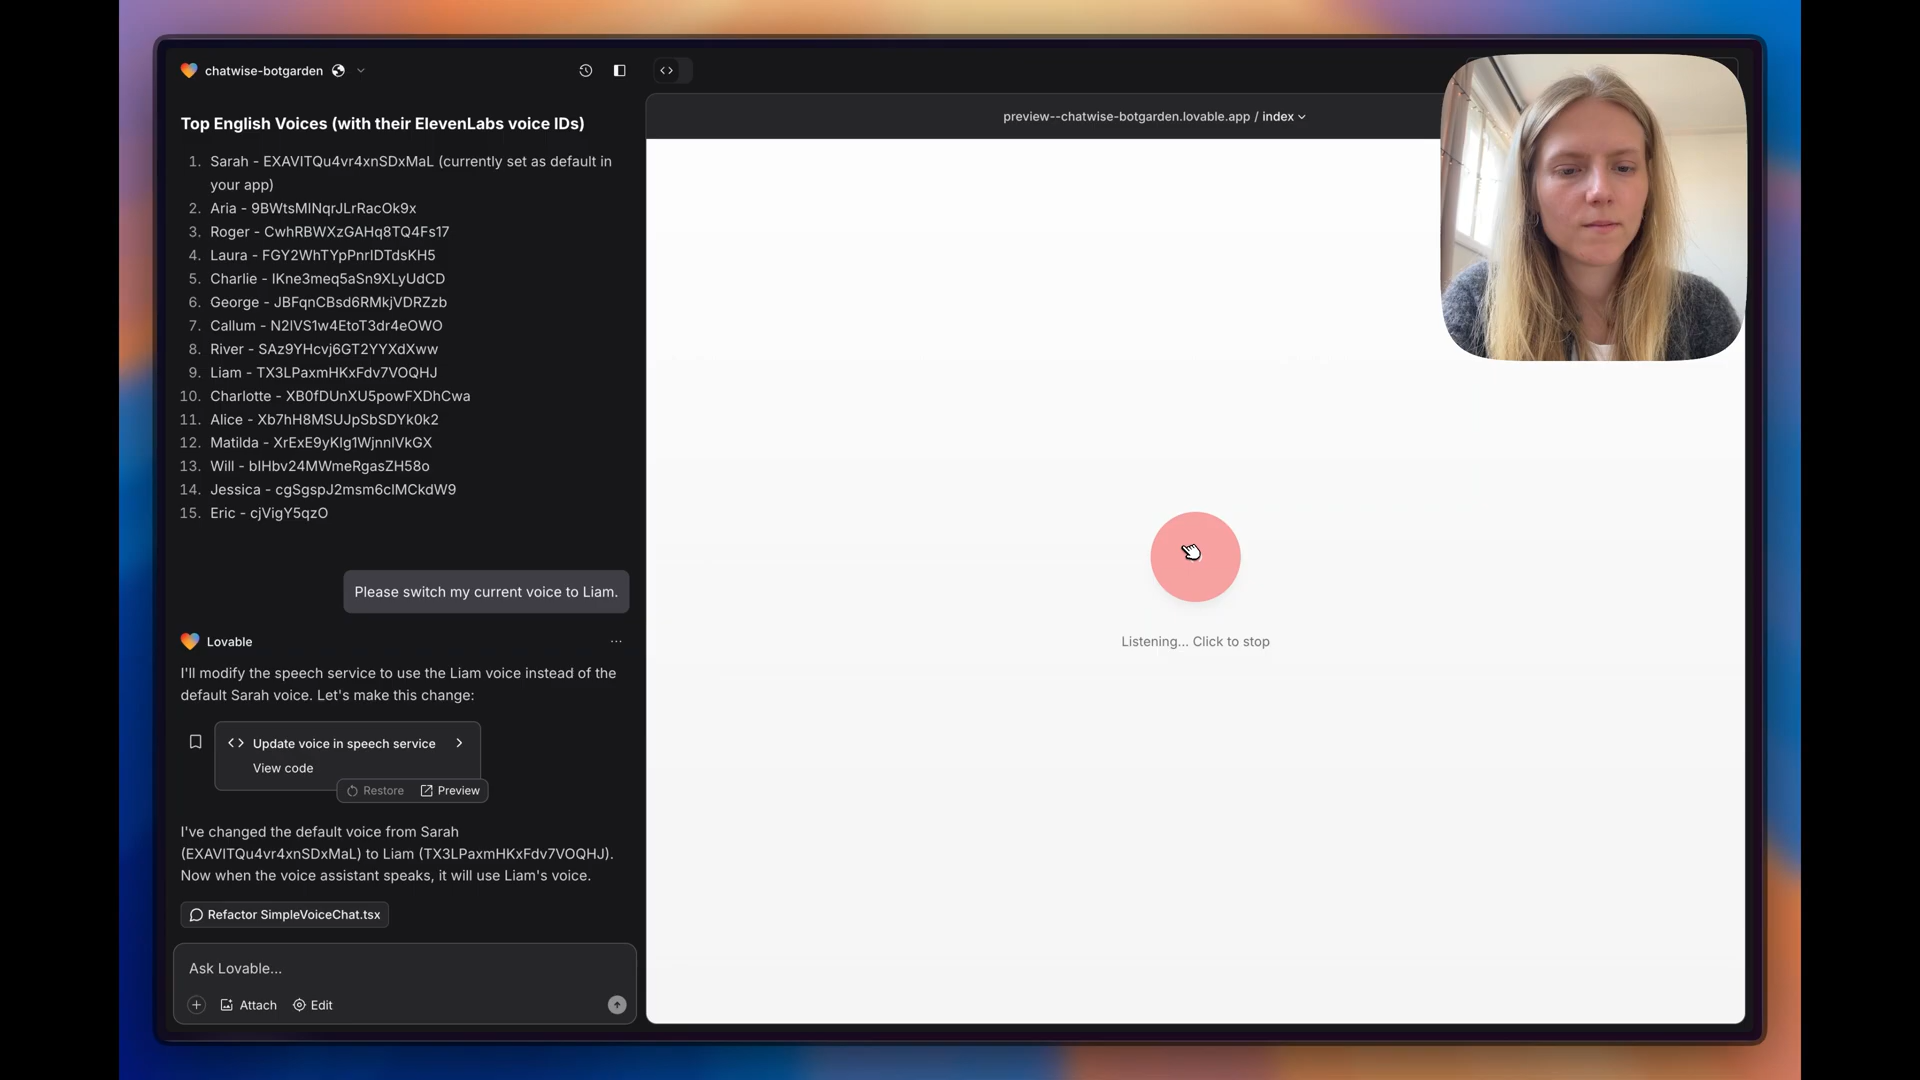 chatwise-botgarden
preview--chatwise-botgarden.lovable.app / index
Top English Voices (with their ElevenLabs voice IDs)
1. Sarah - EXAVITQu4vr4xnSDxMaL (currently set as default in
your app)
2. Aria - 9BWtsMINqrJLrRacOk9x
3. Roger - CwhRBWXzGAHq8TQ4Fs17
4. Laura - FGY2WhTYpPnrIDTdsKH5
5. Charlie - IKne3meq5aSn9XLyUdCD
6. George - JBFqnCBsd6RMkjVDRZzb
7. Callum - N2lVS1w4EtoT3dr4eOWO
8. River - SAz9YHcvj6GT2YYXdXww
9. Liam - TX3LPaxmHKxFdv7VOQHJ
10. Charlotte - XB0fDUnXU5powFXDhCwa
11. Alice - Xb7hH8MSUJpSbSDYk0k2
12. Matilda - XrExE9yKIg1WjnnlVkGX
13. Will - bIHbv24MWmeRgasZH58o
14. Jessica - cgSgspJ2msm6clMCkdW9
15. Eric - cjVigY5qzO
Please switch my current voice to Liam.
Lovable
I'll modify the speech service to use the Liam voice instead of the
default Sarah voice. Let's make this change:
Update voice in speech service
View code
Restore Preview
I've changed the default voice from Sarah
(EXAVITQu4vr4xnSDxMaL) to Liam (TX3LPaxmHKxFdv7VOQHJ).
Now when the voice assistant speaks, it will use Liam's voice.
Refactor SimpleVoiceChat.tsx
Ask Lovable...
Attach Edit
Listening... Click to stop